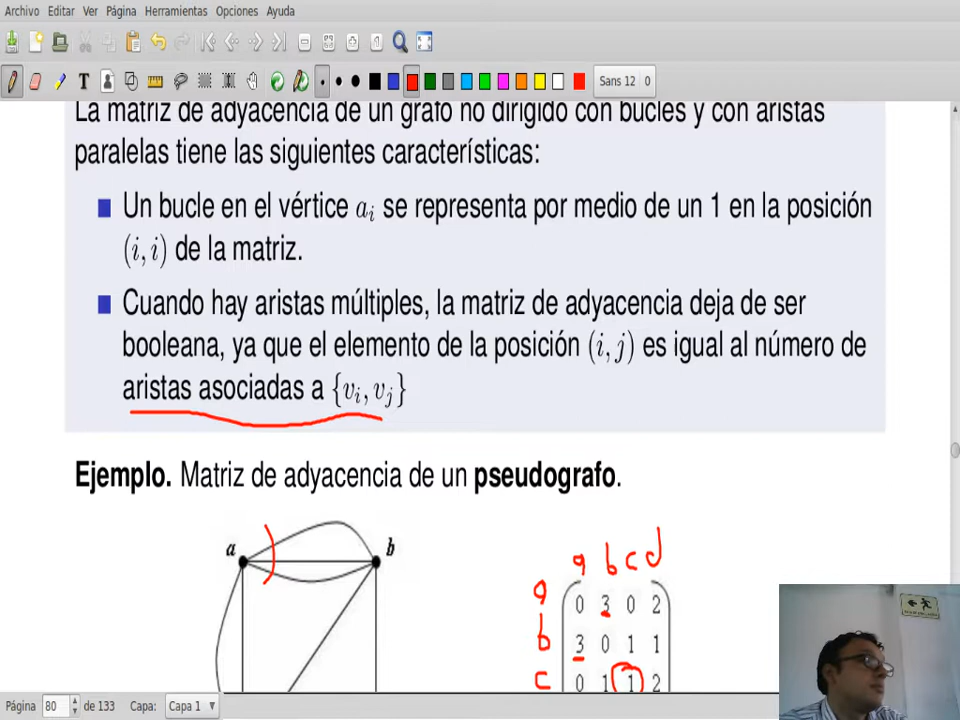 Archivo Editar Ver Página Herramientas Opciones Ayuda
T Sans 12 0
La matriz de adyacencia de un grafo no dirigido con bucles y con aristas
paralelas tiene las siguientes características:
Un bucle en el vértice aᵢ se representa por medio de un 1 en la posición
(i, i) de la matriz.
Cuando hay aristas múltiples, la matriz de adyacencia deja de ser
booleana, ya que el elemento de la posición (i, j) es igual al número de
aristas asociadas a {vᵢ, vⱼ}
Ejemplo. Matriz de adyacencia de un pseudografo.
a b
a b c d
a 0 3 0 2
b 3 0 1 1
c 0 1 1 2
Página 80 de 133 Capa: Capa 1